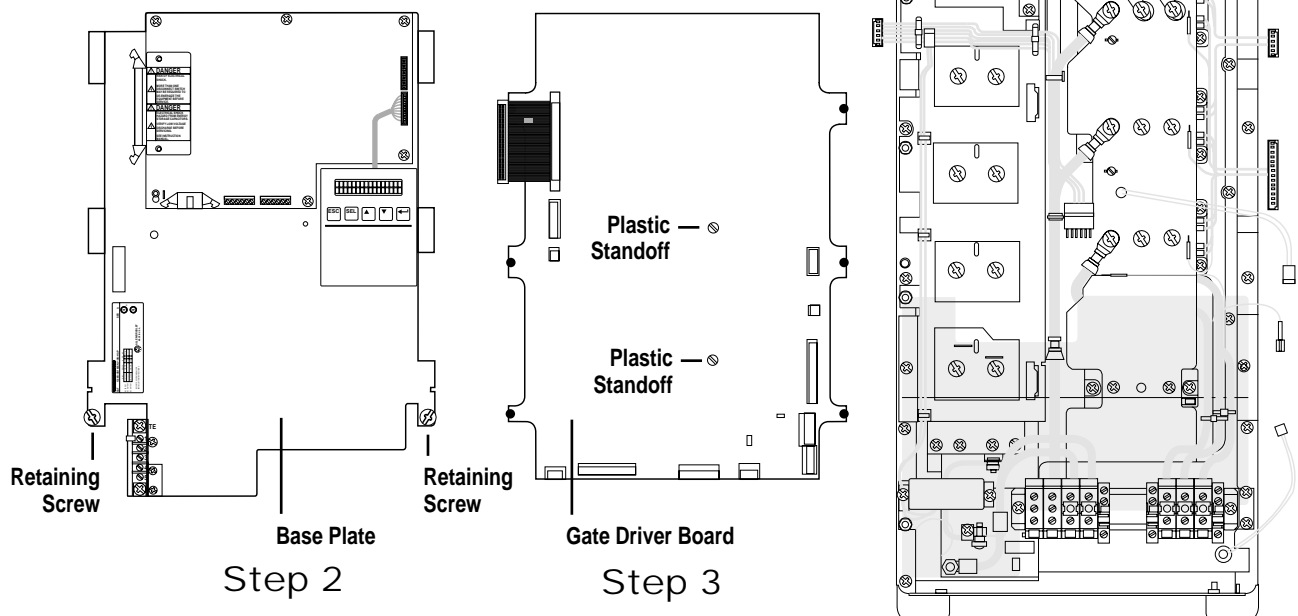 DANGER
DANGER
ESC SEL
TE
Plastic
Standoff
Plastic
Standoff
Retaining
Screw
Retaining
Screw
Base Plate
Gate Driver Board
Step 2
Step 3